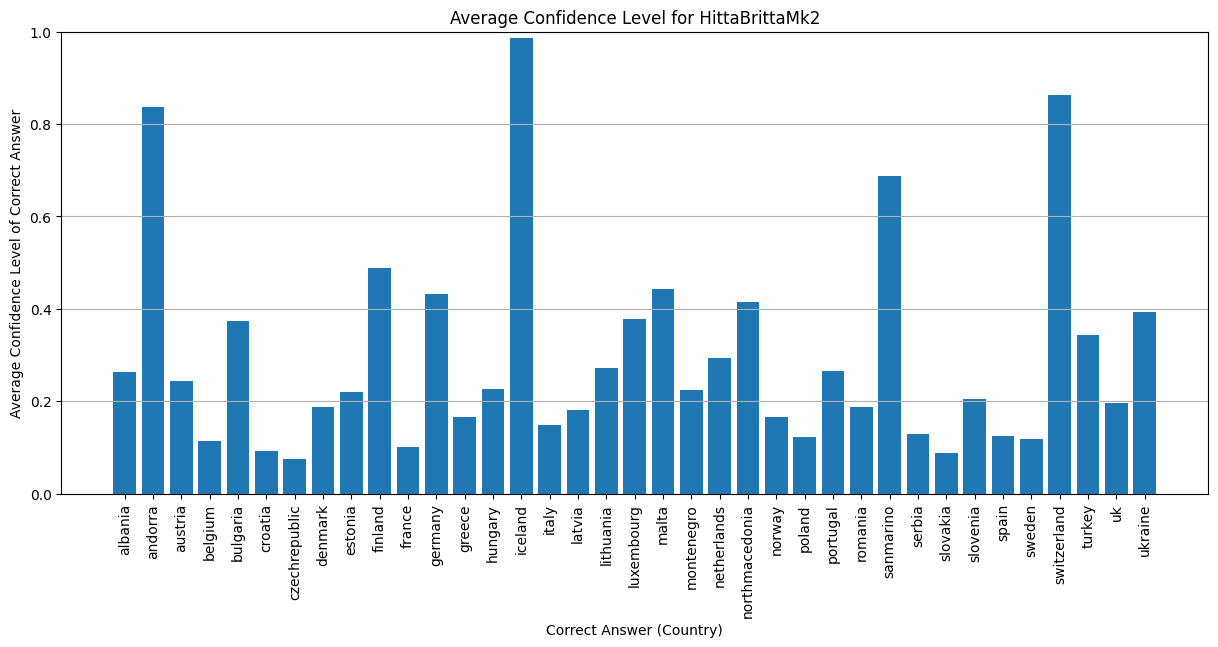 Average Confidence Level for HittaBrittaMk2
Average Confidence Level of Correct Answer
1.0
0.8
0.6
0.4
0.2
0.0
albania
andorra
austria
belgium
bulgaria
croatia
czechrepublic
denmark
estonia
finland
france
germany
greece
hungary
iceland
italy
latvia
lithuania
luxembourg
malta
montenegro
netherlands
northmacedonia
norway
poland
portugal
romania
sanmarino
serbia
slovakia
slovenia
spain
sweden
switzerland
turkey
uk
ukraine
Correct Answer (Country)